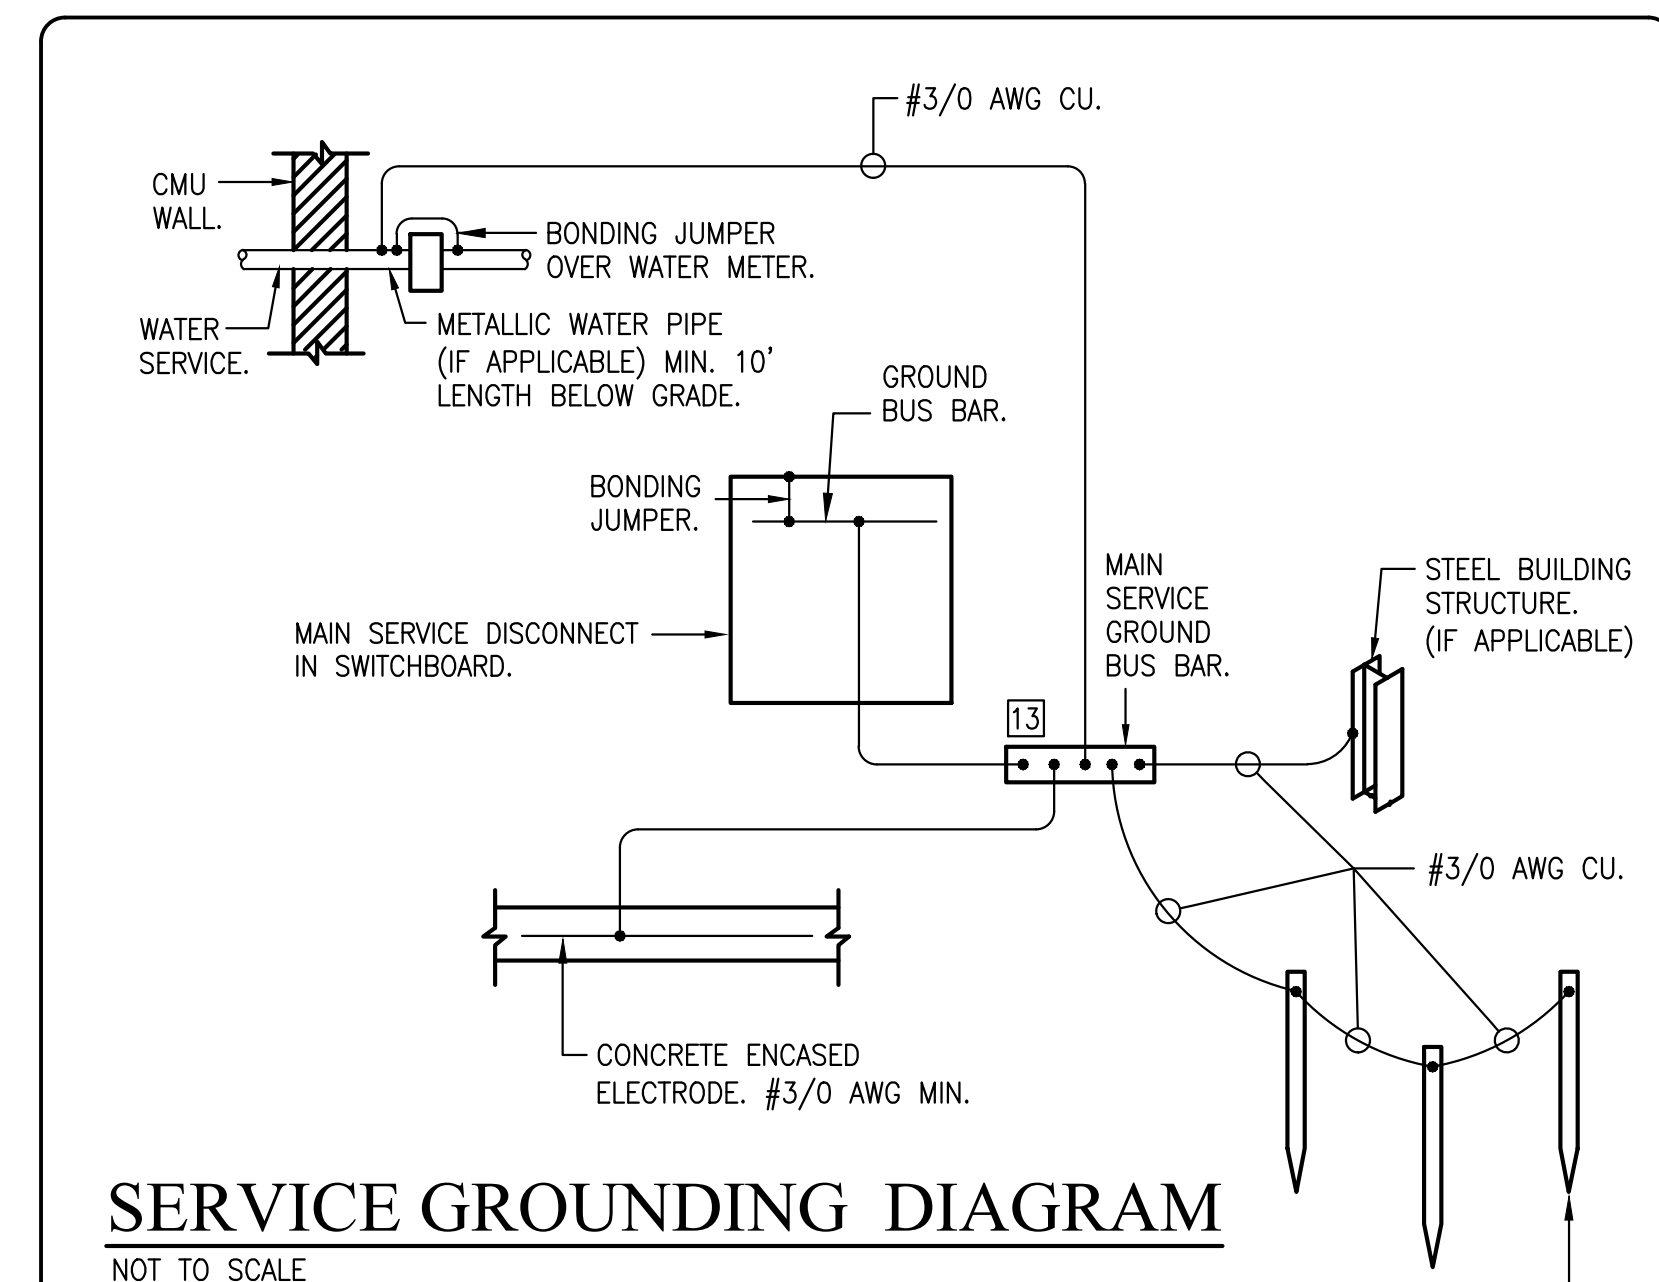 #3/0 AWG CU.
CMU
WALL.
BONDING JUMPER
OVER WATER METER.
WATER
SERVICE.
METALLIC WATER PIPE
(IF APPLICABLE) MIN. 10'
LENGTH BELOW GRADE.
GROUND
BUS BAR.
BONDING
JUMPER.
MAIN SERVICE DISCONNECT
IN SWITCHBOARD.
MAIN
SERVICE
GROUND
BUS BAR.
STEEL BUILDING
STRUCTURE.
(IF APPLICABLE)
13
#3/0 AWG CU.
CONCRETE ENCASED
ELECTRODE. #3/0 AWG MIN.
SERVICE GROUNDING DIAGRAM
NOT TO SCALE